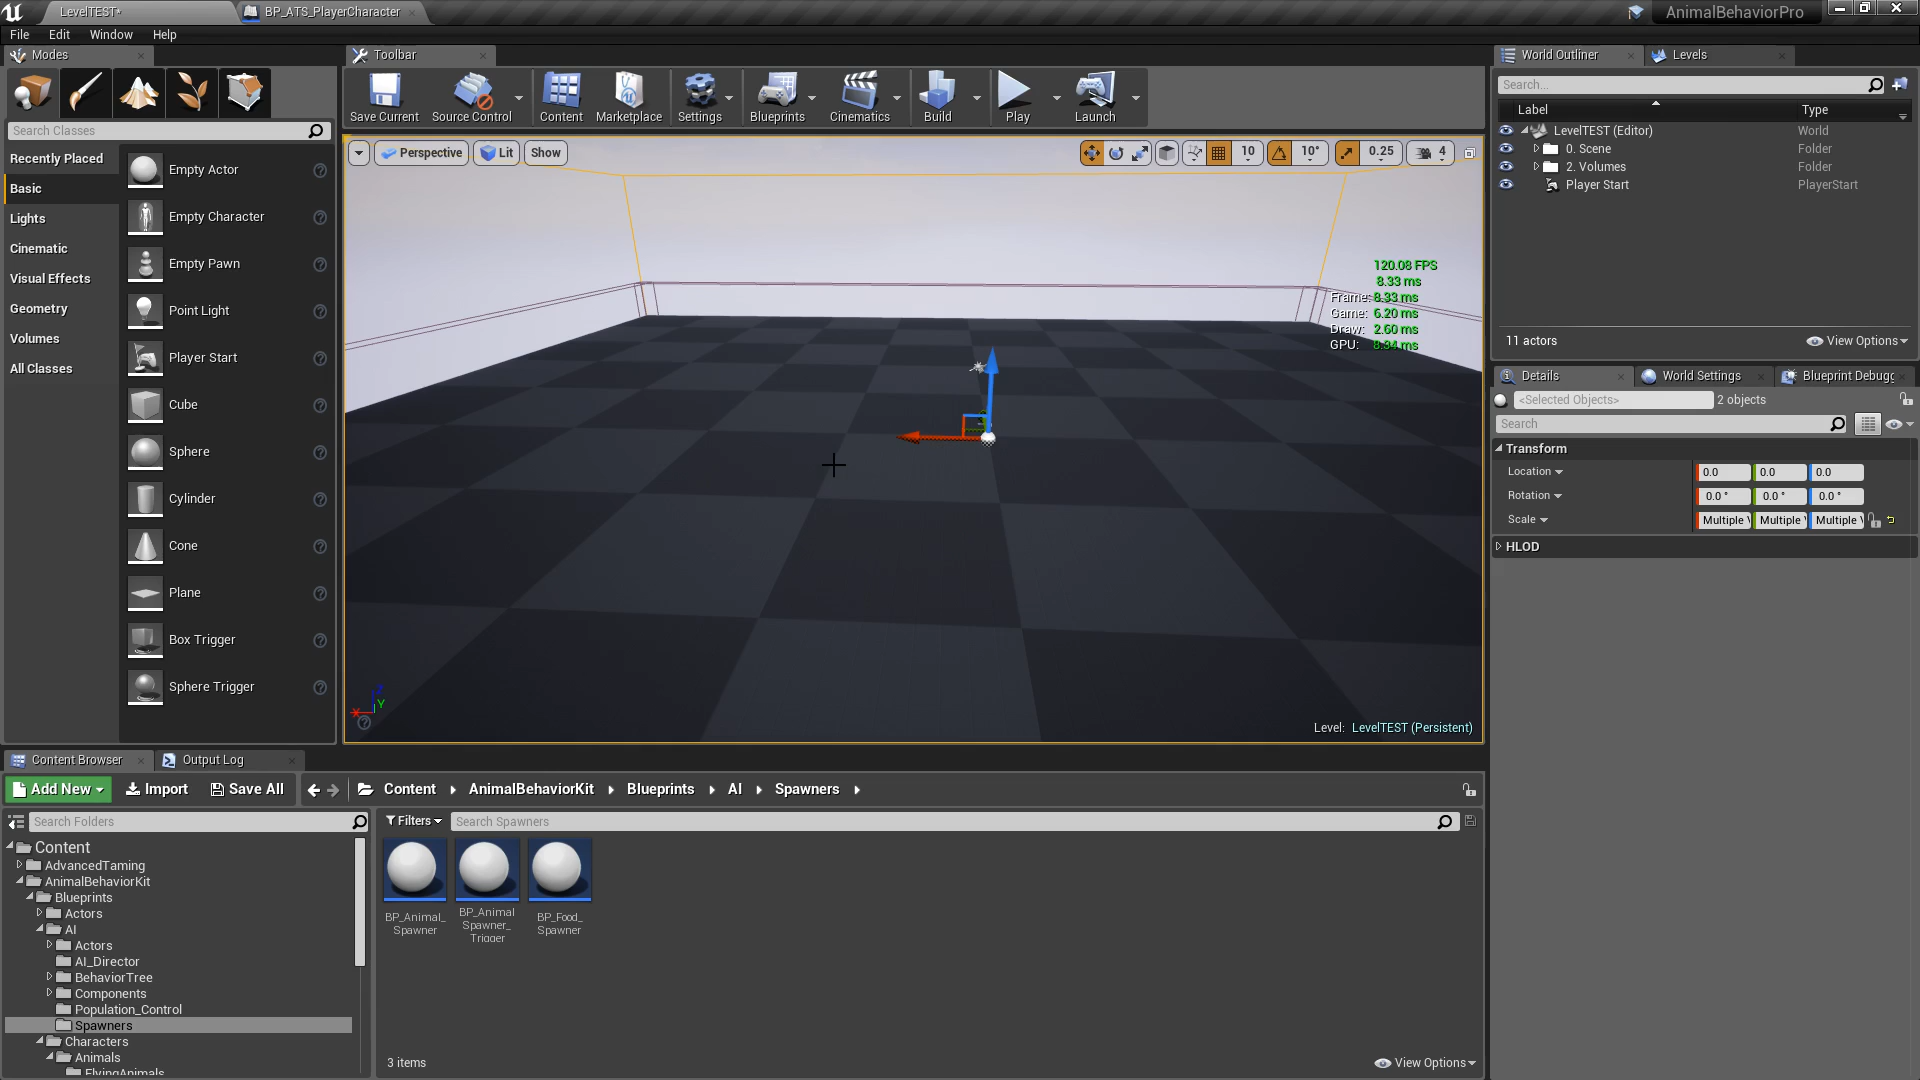 LevelTEST*
BP_ATS_PlayerCharacter
AnimalBehaviorPro
File Edit Window Help
Modes
Toolbar
World Outliner
Levels
Save Current
Source Control
Content
Marketplace
Settings
Blueprints
Cinematics
Build
Play
Launch
Search Classes
Recently Placed
Basic
Lights
Cinematic
Visual Effects
Geometry
Volumes
All Classes
Empty Actor
Empty Character
Empty Pawn
Point Light
Player Start
Cube
Sphere
Cylinder
Cone
Plane
Box Trigger
Sphere Trigger
Perspective
Lit
Show
10
10°
0.25
4
120.08 FPS
8.33 ms
Frame: 8.33 ms
Game: 6.20 ms
Draw: 2.60 ms
GPU: 8.34 ms
X
Y
Z
Level: LevelTEST (Persistent)
Search...
Label Type
LevelTEST (Editor) World
0. Scene Folder
2. Volumes Folder
Player Start PlayerStart
11 actors
View Options
Details
World Settings
Blueprint Debugg
<Selected Objects>
2 objects
Search
Transform
Location 0.0 0.0 0.0
Rotation 0.0 ° 0.0 ° 0.0 °
Scale Multiple V Multiple V Multiple V
HLOD
Content Browser
Output Log
Add New
Import
Save All
Content AnimalBehaviorKit Blueprints AI Spawners
Search Folders
Filters
Search Spawners
Content
AdvancedTaming
AnimalBehaviorKit
Blueprints
Actors
AI
Actors
AI_Director
BehaviorTree
Components
Population_Control
Spawners
Characters
Animals
FlyingAnimals
BP_Animal_
Spawner
BP_Animal
Spawner_
Trigger
BP_Food_
Spawner
3 items
View Options